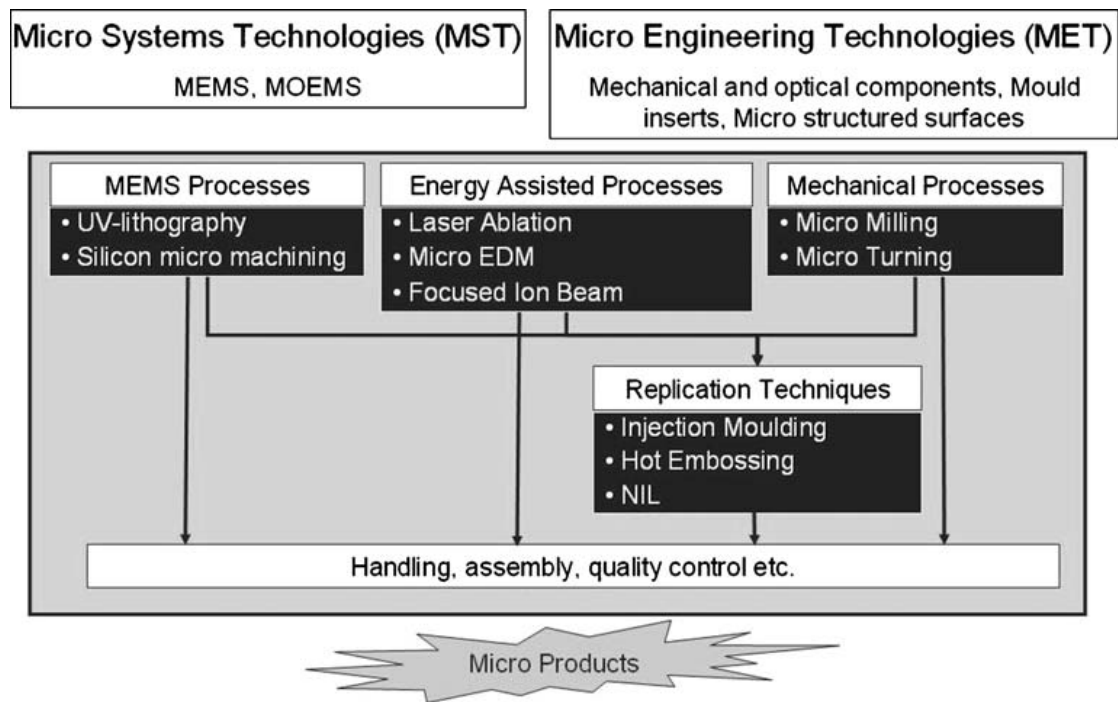 Micro Systems Technologies (MST)
MEMS, MOEMS
Micro Engineering Technologies (MET)
Mechanical and optical components, Mould
inserts, Micro structured surfaces
MEMS Processes
• UV-lithography
• Silicon micro machining
Energy Assisted Processes
• Laser Ablation
• Micro EDM
• Focused Ion Beam
Mechanical Processes
• Micro Milling
• Micro Turning
Replication Techniques
• Injection Moulding
• Hot Embossing
• NIL
Handling, assembly, quality control etc.
Micro Products